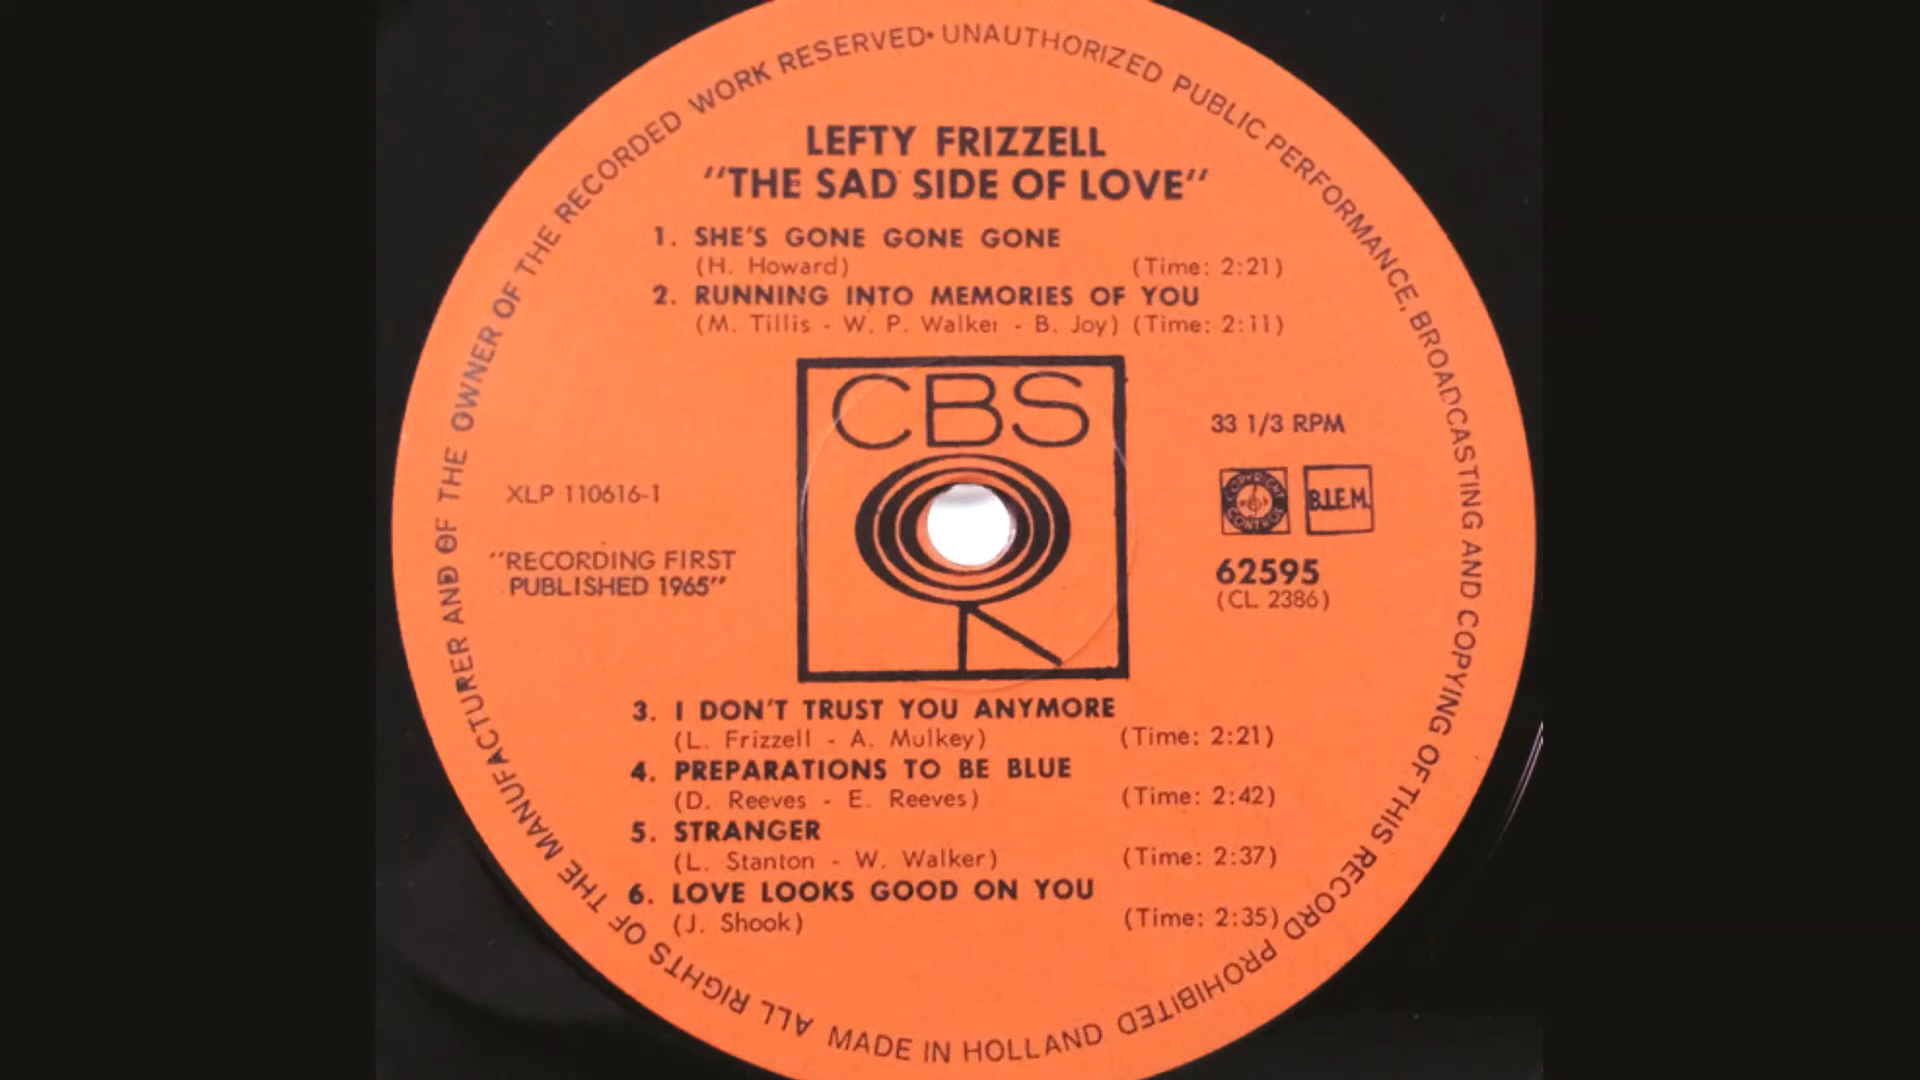 ALL RIGHTS OF THE MANUFACTURER AND OF THE OWNER OF THE RECORDED WORK RESERVED• UNAUTHORIZED PUBLIC PERFORMANCE, BROADCASTING AND COPYING OF THIS RECORD PROHIBITED
LEFTY FRIZZELL
"THE SAD SIDE OF LOVE"
1. SHE'S GONE GONE GONE
(H. Howard) (Time: 2:21)
2. RUNNING INTO MEMORIES OF YOU
(M. Tillis - W. P. Walker - B. Joy) (Time: 2:11)
CBS
33 1/3 RPM
XLP 110616-1
COPYRIGHT CONTROL
B.I.E.M.
"RECORDING FIRST
PUBLISHED 1965"
62595
(CL 2386)
3. I DON'T TRUST YOU ANYMORE
(L. Frizzell - A. Mulkey) (Time: 2:21)
4. PREPARATIONS TO BE BLUE
(D. Reeves - E. Reeves) (Time: 2:42)
5. STRANGER
(L. Stanton - W. Walker) (Time: 2:37)
6. LOVE LOOKS GOOD ON YOU
(J. Shook) (Time: 2:35)
MADE IN HOLLAND